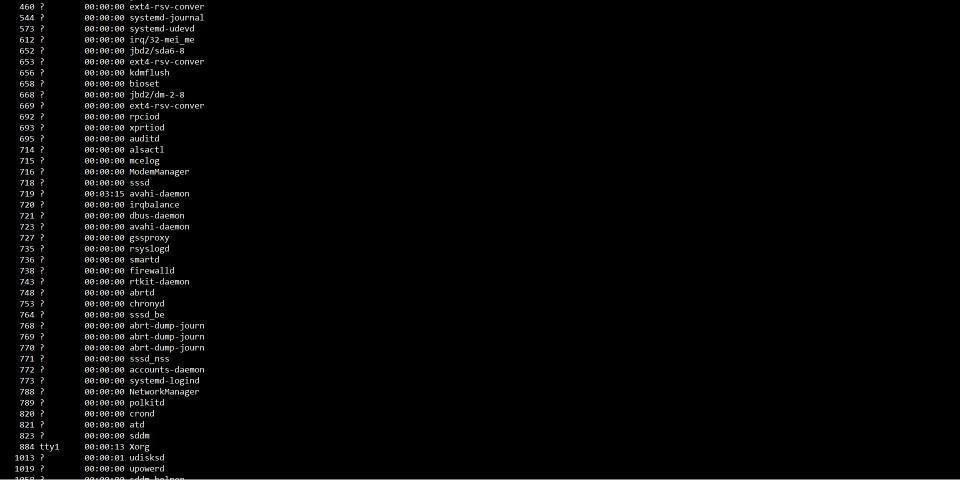 460 ? 00:00:00 ext4-rsv-conver
544 ? 00:00:00 systemd-journal
573 ? 00:00:00 systemd-udevd
612 ? 00:00:00 irq/32-mei_me
652 ? 00:00:00 jbd2/sda6-8
653 ? 00:00:00 ext4-rsv-conver
656 ? 00:00:00 kdmflush
658 ? 00:00:00 bioset
668 ? 00:00:00 jbd2/dm-2-8
669 ? 00:00:00 ext4-rsv-conver
692 ? 00:00:00 rpciod
693 ? 00:00:00 xprtiod
695 ? 00:00:00 auditd
714 ? 00:00:00 alsactl
715 ? 00:00:00 mcelog
716 ? 00:00:00 ModemManager
718 ? 00:00:00 sssd
719 ? 00:03:15 avahi-daemon
720 ? 00:00:00 irqbalance
721 ? 00:00:00 dbus-daemon
723 ? 00:00:00 avahi-daemon
727 ? 00:00:00 gssproxy
735 ? 00:00:00 rsyslogd
736 ? 00:00:00 smartd
738 ? 00:00:00 firewalld
743 ? 00:00:00 rtkit-daemon
748 ? 00:00:00 abrtd
753 ? 00:00:00 chronyd
764 ? 00:00:00 sssd_be
768 ? 00:00:00 abrt-dump-journ
769 ? 00:00:00 abrt-dump-journ
770 ? 00:00:00 abrt-dump-journ
771 ? 00:00:00 sssd_nss
772 ? 00:00:00 accounts-daemon
773 ? 00:00:00 systemd-logind
788 ? 00:00:00 NetworkManager
789 ? 00:00:00 polkitd
820 ? 00:00:00 crond
821 ? 00:00:00 atd
823 ? 00:00:00 sddm
884 tty1 00:00:13 Xorg
1013 ? 00:00:01 udisksd
1019 ? 00:00:00 upowerd